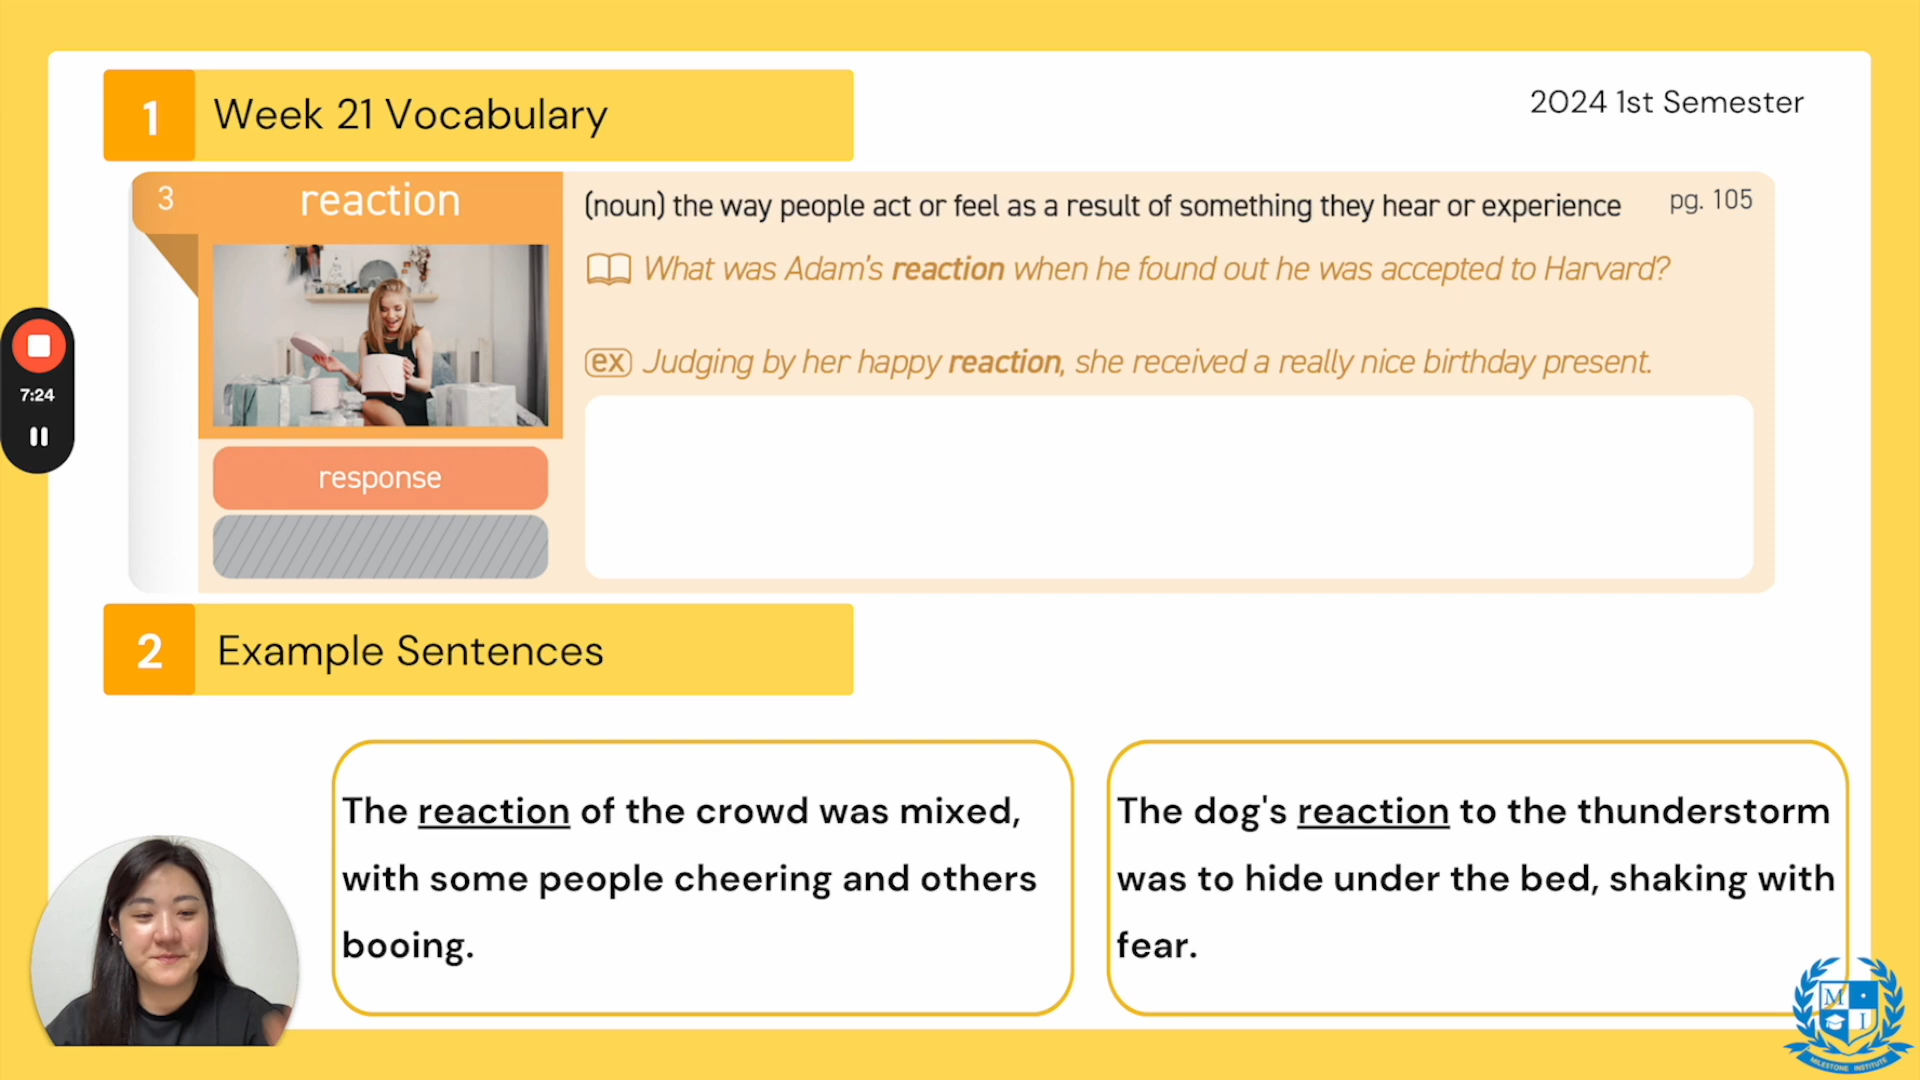 1 Week 21 Vocabulary
2024 1st Semester
3 reaction
(noun) the way people act or feel as a result of something they hear or experience pg. 105
What was Adam's reaction when he found out he was accepted to Harvard?
ex Judging by her happy reaction, she received a really nice birthday present.
7:24
response
2 Example Sentences
The reaction of the crowd was mixed,
with some people cheering and others
booing.
The dog's reaction to the thunderstorm
was to hide under the bed, shaking with
fear.
M
I
MILESTONE INSTITUTE